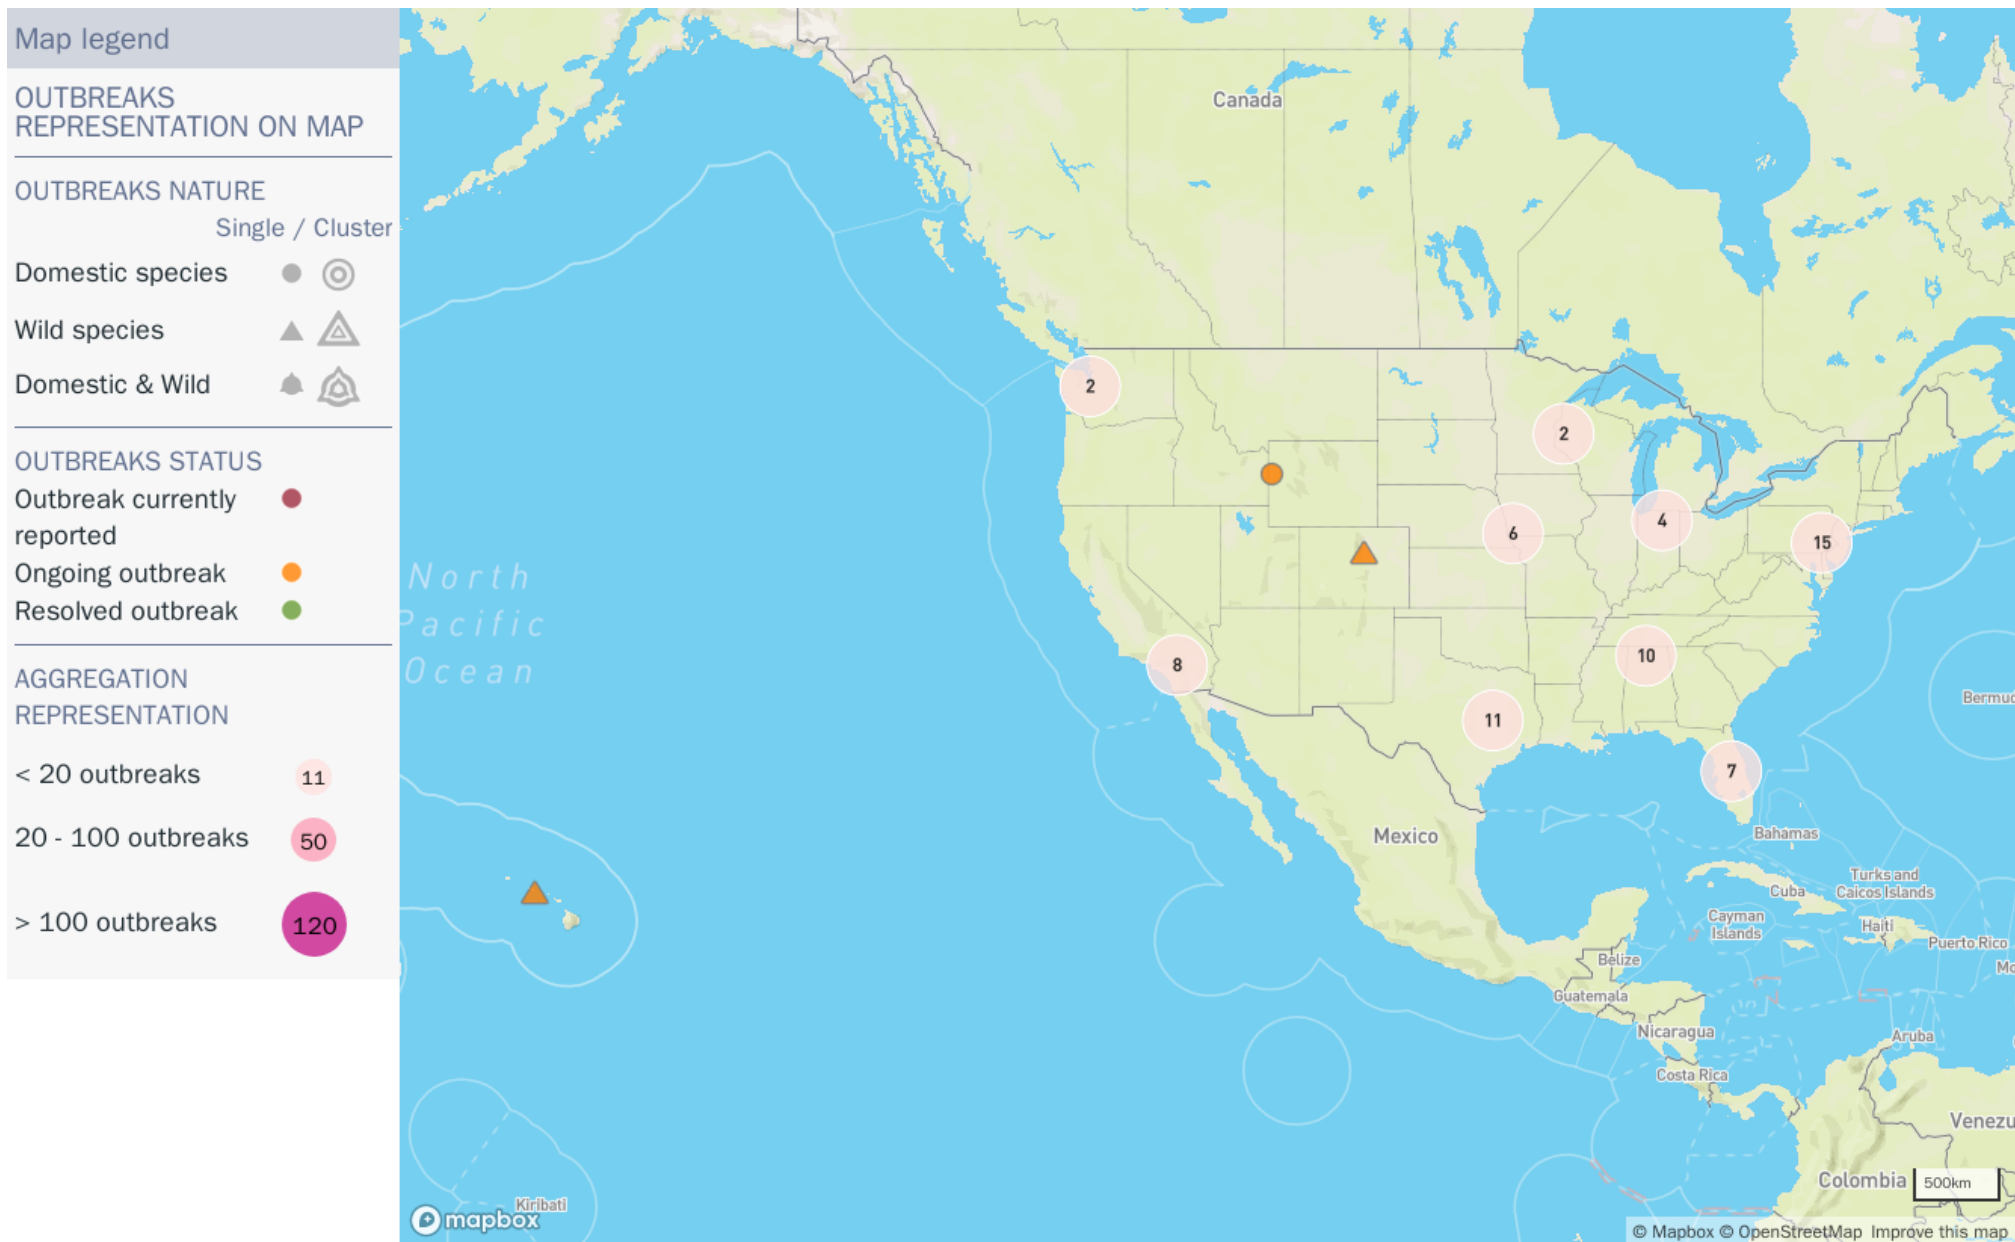 Map legend
OUTBREAKS
REPRESENTATION ON MAP
OUTBREAKS NATURE
Single / Cluster
Domestic species
Wild species
Domestic & Wild
OUTBREAKS STATUS
Outbreak currently
reported
Ongoing outbreak
Resolved outbreak
AGGREGATION
REPRESENTATION
< 20 outbreaks 11
20 - 100 outbreaks 50
> 100 outbreaks 120
Canada
2
2
6
4
15
North
Pacific
Ocean
8
10
11
7
Bermud
Mexico
Bahamas
Turks and
Caicos Islands
Cuba
Cayman
Islands
Haiti
Puerto Rico
Belize
Mo
Guatemala
Nicaragua
Aruba
Costa Rica
Venezu
Colombia
500km
Kiribati
mapbox
© Mapbox © OpenStreetMap Improve this map